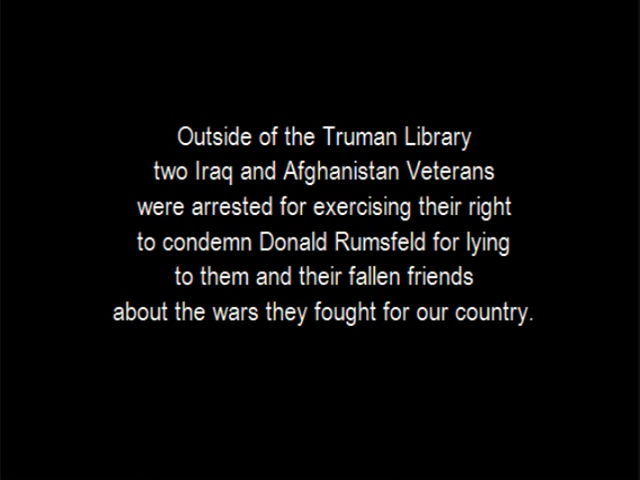 Outside of the Truman Library
two Iraq and Afghanistan Veterans
were arrested for exercising their right
to condemn Donald Rumsfeld for lying
to them and their fallen friends
about the wars they fought for our country.